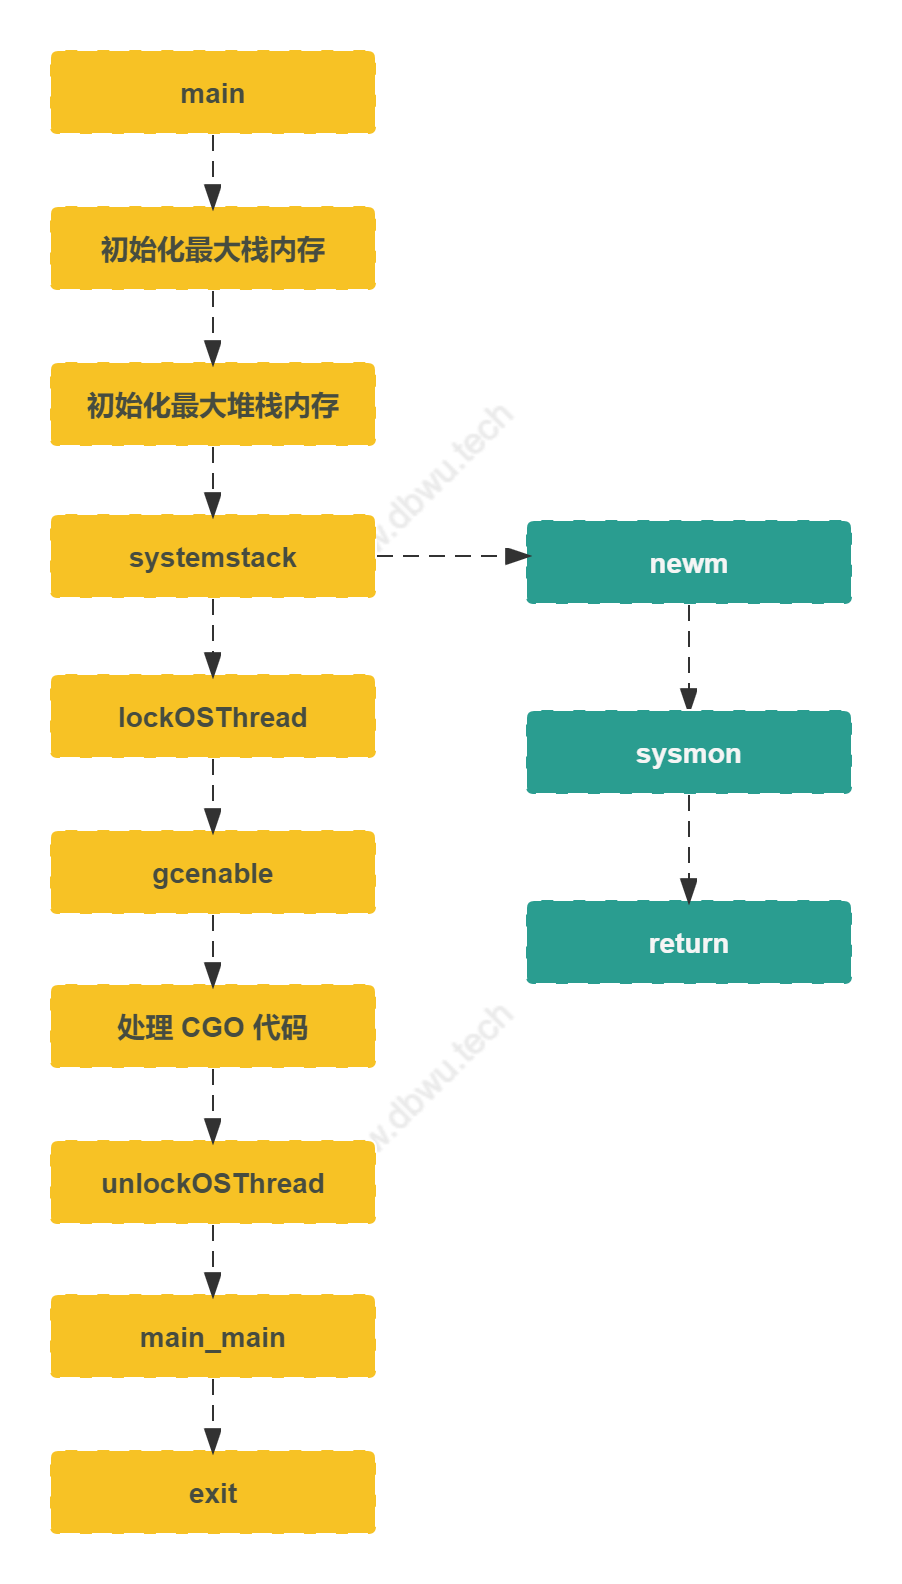 main
初始化最大栈内存
初始化最大堆栈内存
systemstack
newm
lockOSThread
sysmon
gcenable
return
处理 CGO 代码
unlockOSThread
main_main
exit
w.dbwu.tech
w.dbwu.tech